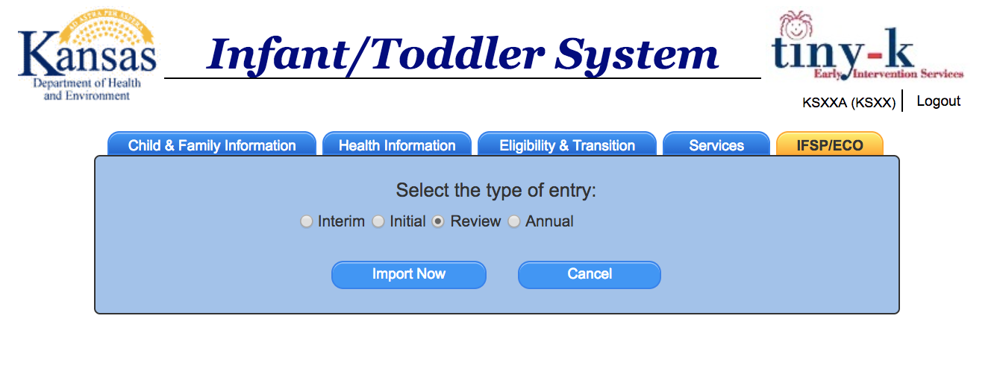 AD ASTRA PER ASPERA
Kansas
Department of Health
and Environment
Infant/Toddler System
tiny-k
Early Intervention Services
KSXXA (KSXX) Logout
Child & Family Information Health Information Eligibility & Transition Services IFSP/ECO
Select the type of entry:
Interim Initial Review Annual
Import Now Cancel